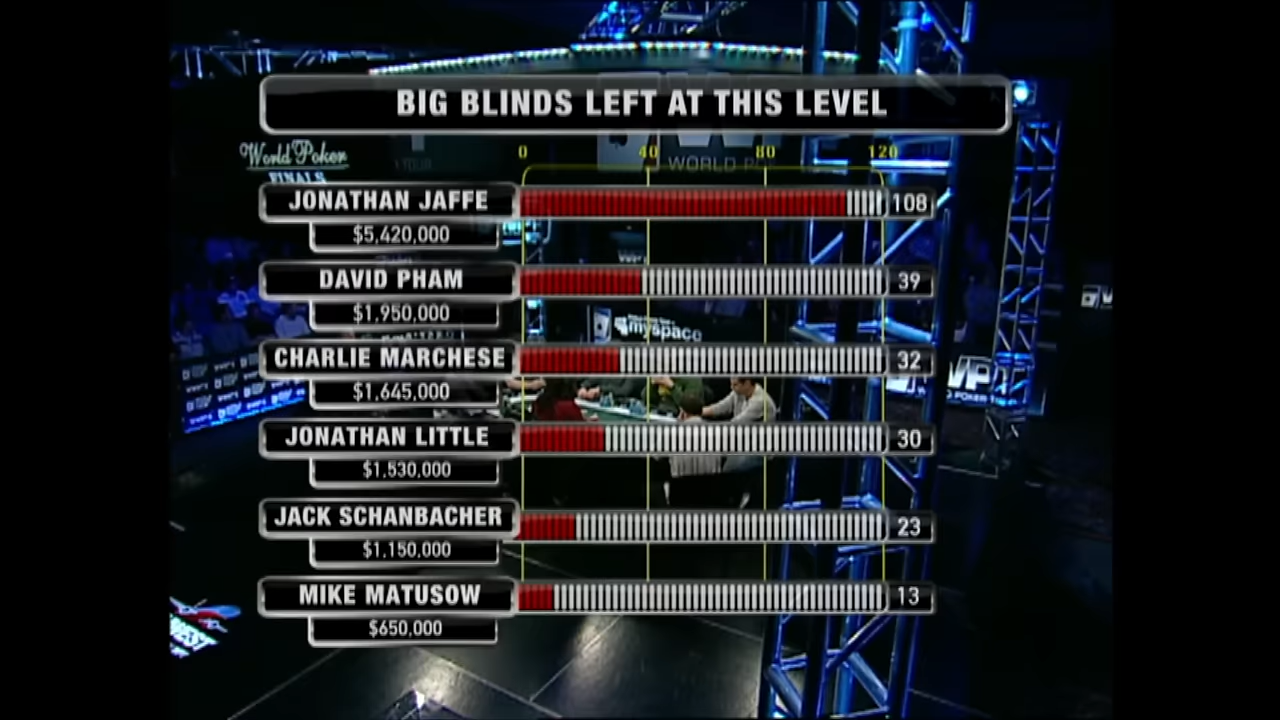 BIG BLINDS LEFT AT THIS LEVEL
0 40 80 120
World Poker
FINALS
WORLD
JONATHAN JAFFE 108
$5,420,000
DAVID PHAM 39
$1,950,000
myspace
CHARLIE MARCHESE 32
$1,645,000
WPT
JONATHAN LITTLE 30
$1,530,000
JACK SCHANBACHER 23
$1,150,000
MIKE MATUSOW 13
$650,000